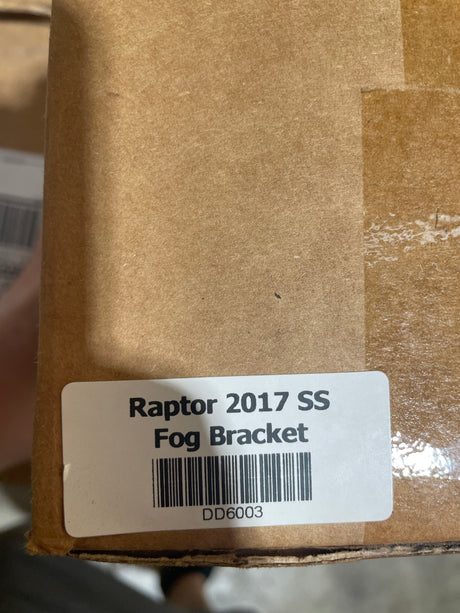 Raptor 2017 SS
Fog Bracket
DD6003